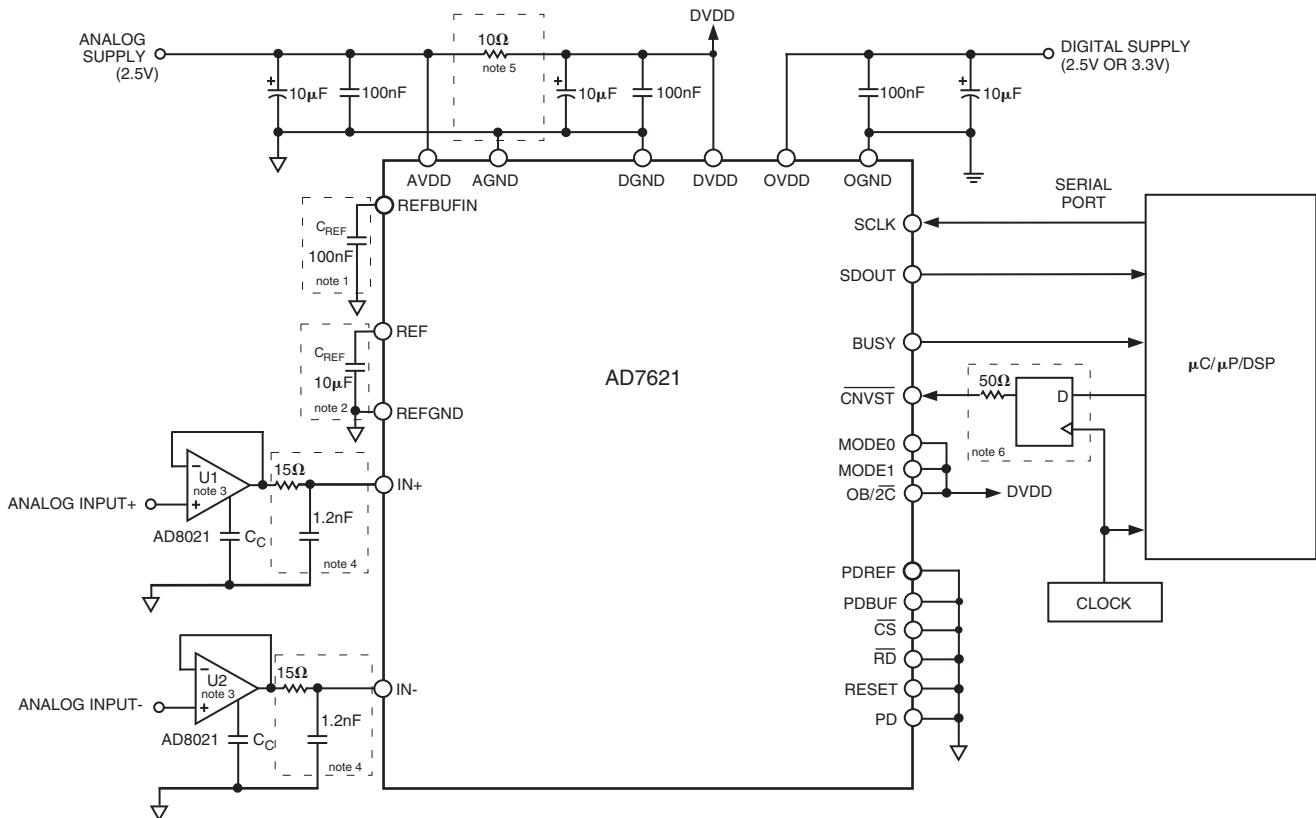 DVDD
ANALOG
SUPPLY
(2.5V)
10Ω
note 5
DIGITAL SUPPLY
(2.5V OR 3.3V)
+
10μF
100nF
+
10μF
100nF
100nF
+
10μF
AVDD
AGND
DGND
DVDD
OVDD
OGND
REFBUFIN
CREF
100nF
note 1
REF
CREF
10μF
note 2
REFGND
AD7621
SERIAL
PORT
SCLK
SDOUT
BUSY
CNVST
50Ω
D
note 6
μC/μP/DSP
MODE0
MODE1
OB/2C
DVDD
PDREF
PDBUF
CS
RD
RESET
PD
CLOCK
-
U1
note 3
+
ANALOG INPUT+
AD8021
CC
15Ω
1.2nF
note 4
IN+
-
U2
note 3
+
ANALOG INPUT-
AD8021
CC
15Ω
1.2nF
note 4
IN-